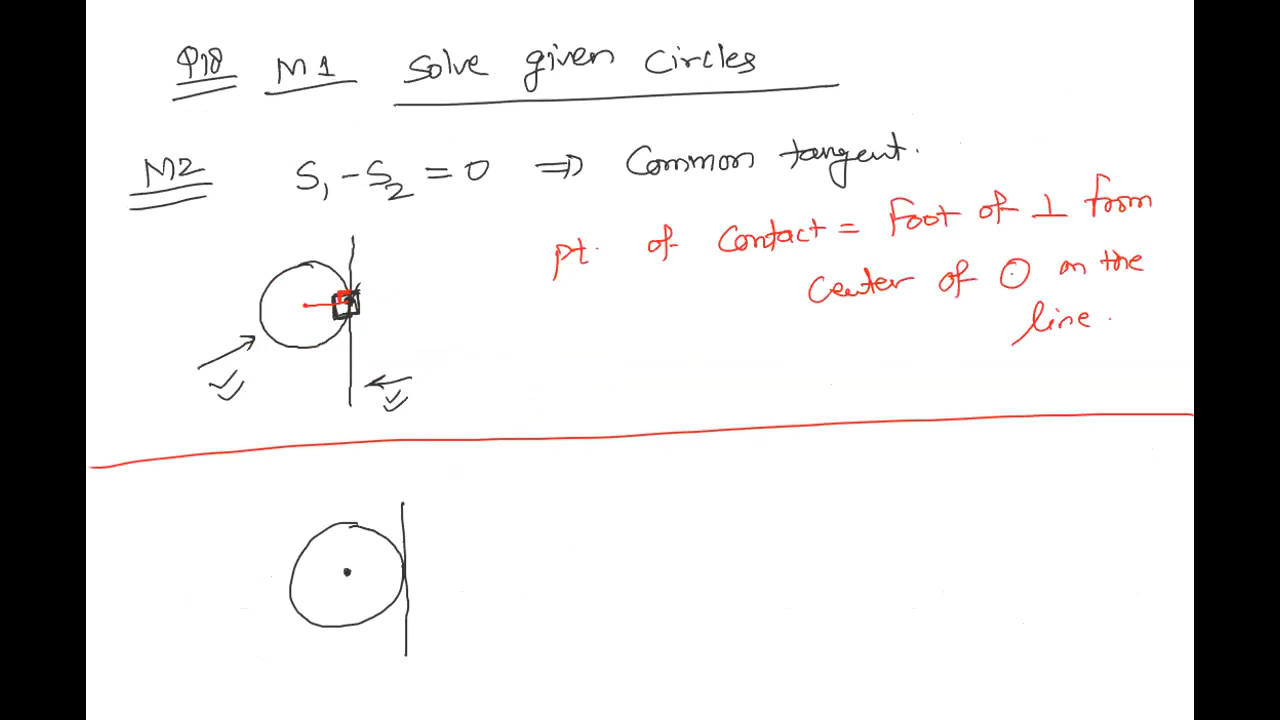 Q18 M1 Solve given circles
M2 S₁ - S₂ = 0 ⇒ Common tangent.
pt. of contact = Foot of ⊥ from
center of ⊙ on the
line.